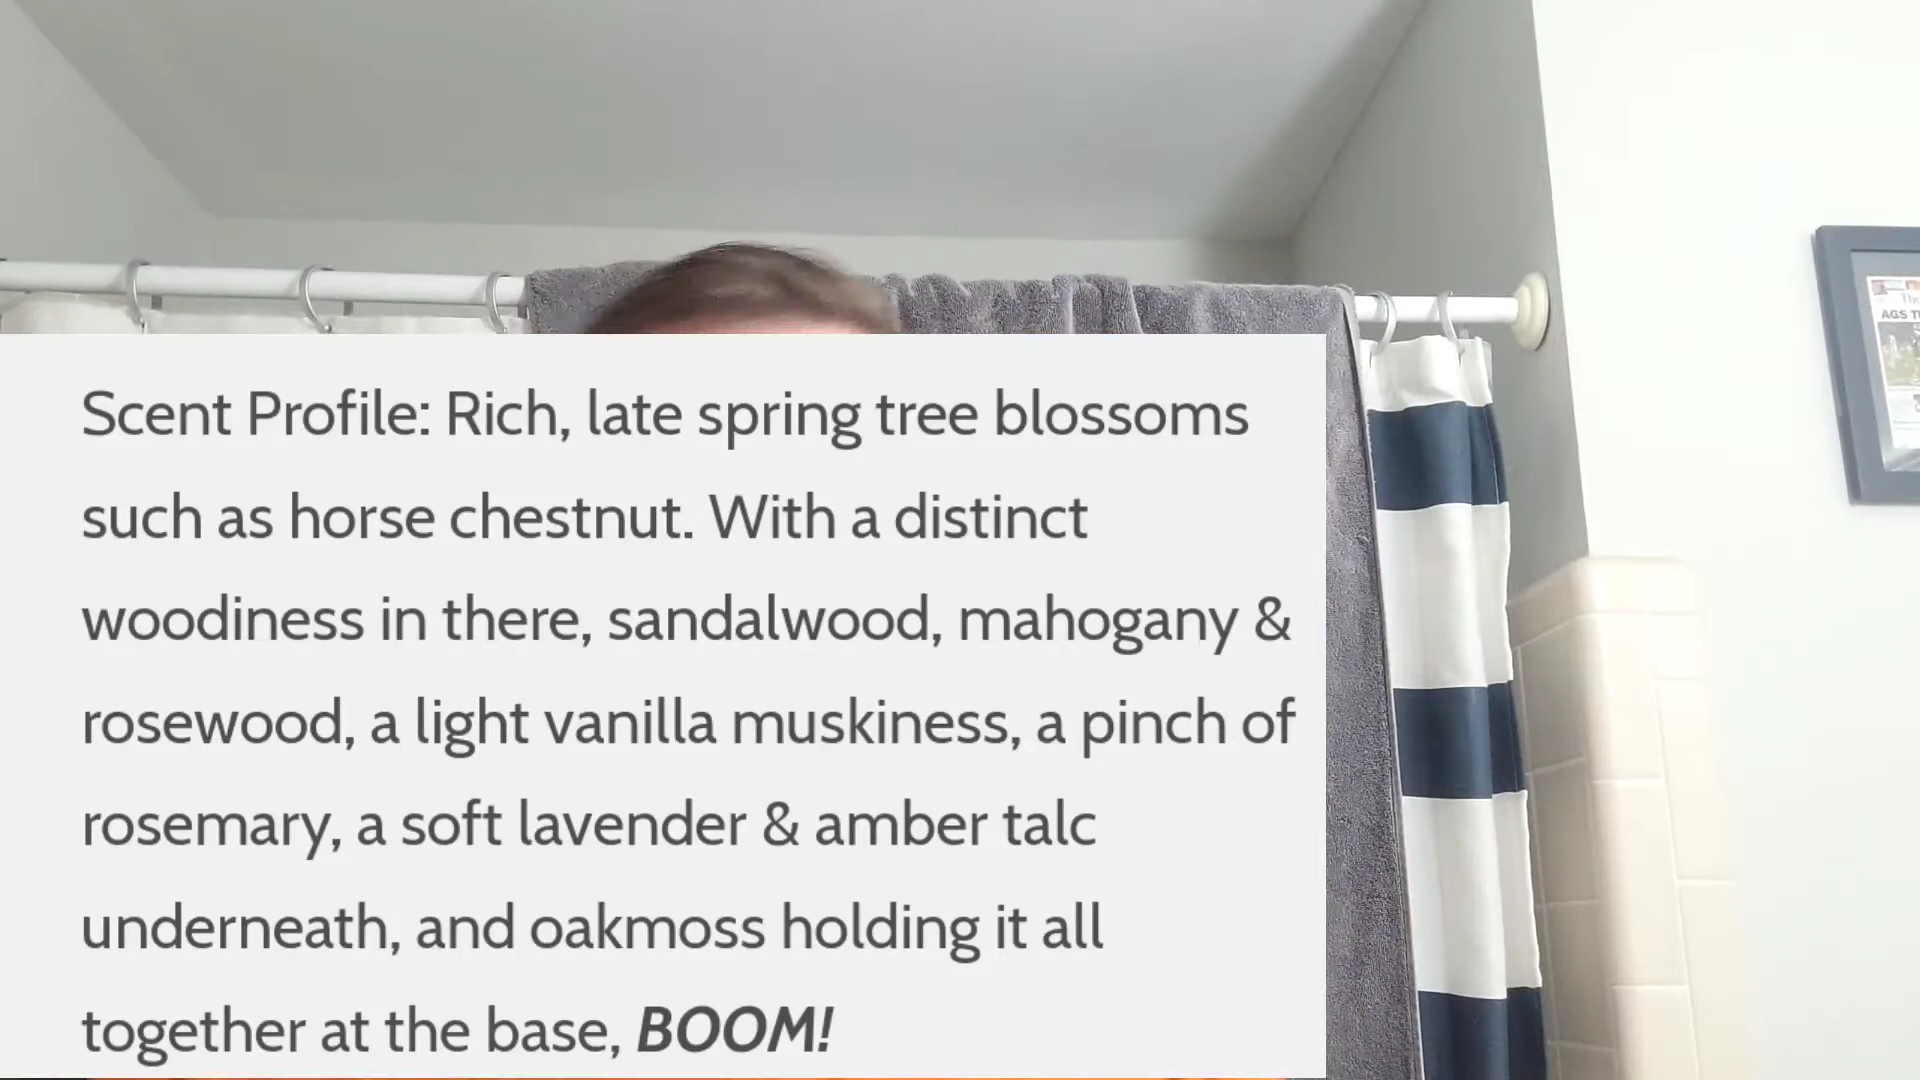 Scent Profile: Rich, late spring tree blossoms
such as horse chestnut. With a distinct
woodiness in there, sandalwood, mahogany &
rosewood, a light vanilla muskiness, a pinch of
rosemary, a soft lavender & amber talc
underneath, and oakmoss holding it all
together at the base, BOOM!
AGS